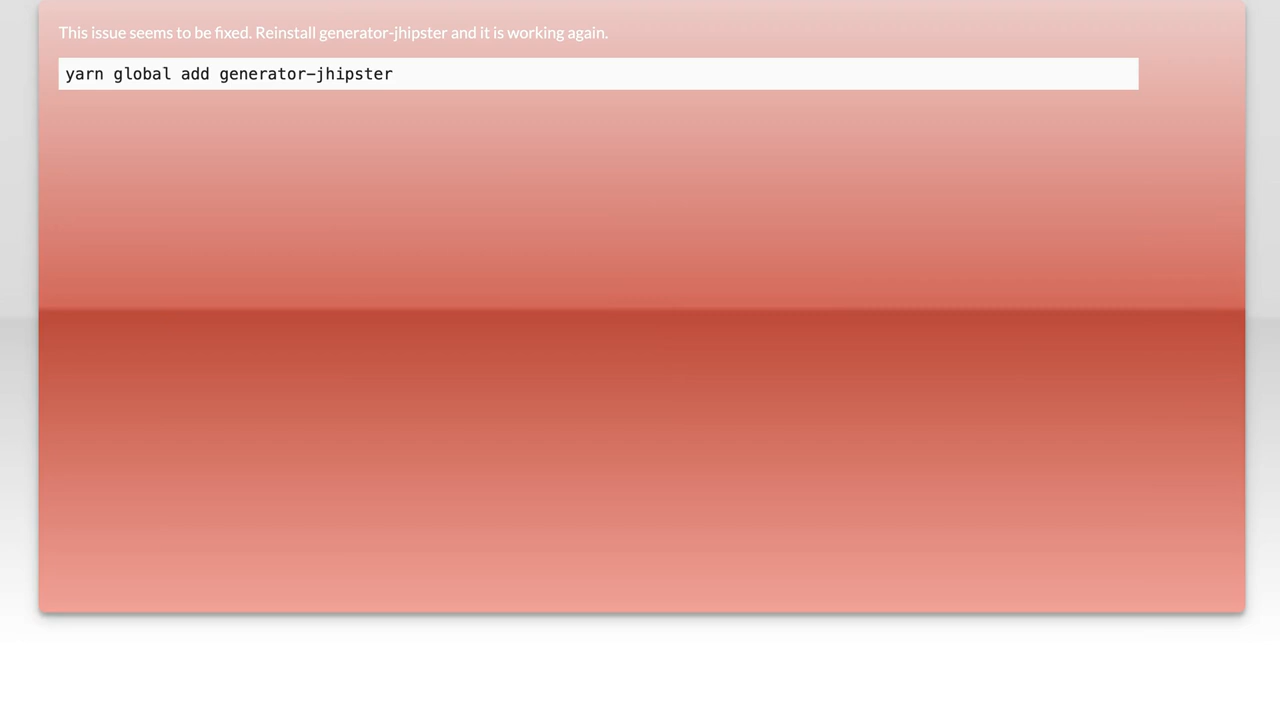 This issue seems to be fixed. Reinstall generator-jhipster and it is working again.
yarn global add generator-jhipster